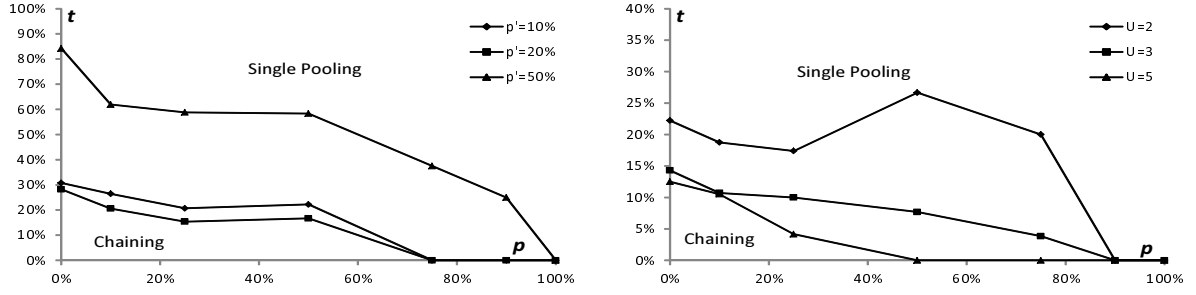 t
100%
90%
80%
70%
60%
50%
40%
30%
20%
10%
0%
p'=10%
p'=20%
p'=50%
Single Pooling
Chaining
p
0% 20% 40% 60% 80% 100%
t
40%
35%
30%
25%
20%
15%
10%
5%
0%
U=2
U=3
U=5
Single Pooling
Chaining
p
0% 20% 40% 60% 80% 100%